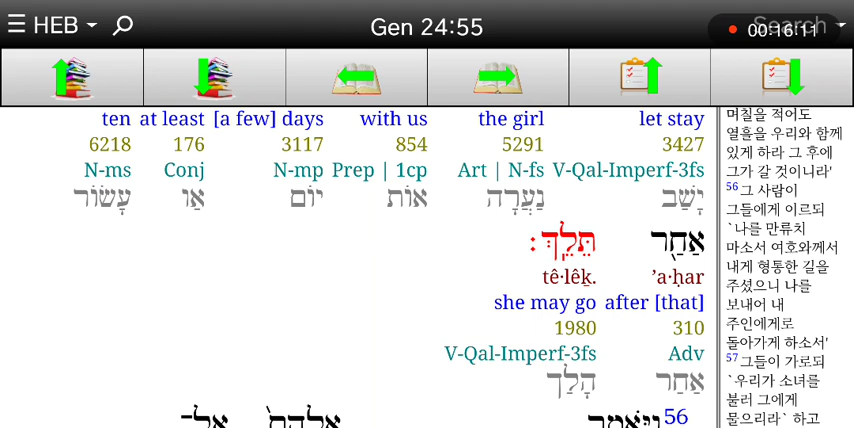 ☰ HEB Gen 24:55 Search
00:16:11
ten at least [a few] days with us the girl let stay
6218 176 3117 854 5291 3427
N-ms Conj N-mp Prep | 1cp Art | N-fs V-Qal-Imperf-3fs
יָשַׁב נַעֲרָה אוֹת יוֹם אַו עָשׂוֹר
אַחַ֖ר תֵּלֵֽךְ׃
’a·ḥar tê·lêḵ.
she may go after [that]
1980 310
V-Qal-Imperf-3fs Adv
אַחַר הָלַךְ
56
며칠을 적어도
열흘을 우리와 함께
있게 하라 그 후에
그가 갈 것이니라'
56 그 사람이
그들에게 이르되
`나를 만류치
마소서 여호와께서
내게 형통한 길을
주셨으니 나를
보내어 내
주인에게로
돌아가게 하소서'
57 그들이 가로되
`우리가 소녀를
불러 그에게
물으리라` 하고